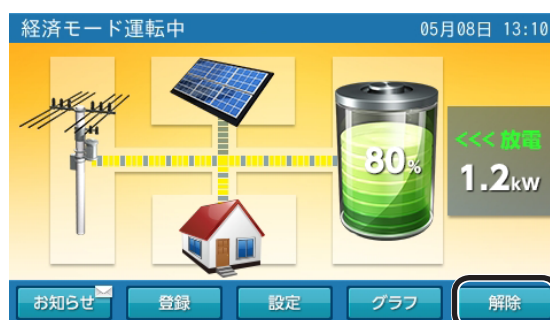 経済モード運転中 05月08日 13:10
80%
<<< 放電
1.2kW
お知らせ 登録 設定 グラフ 解除